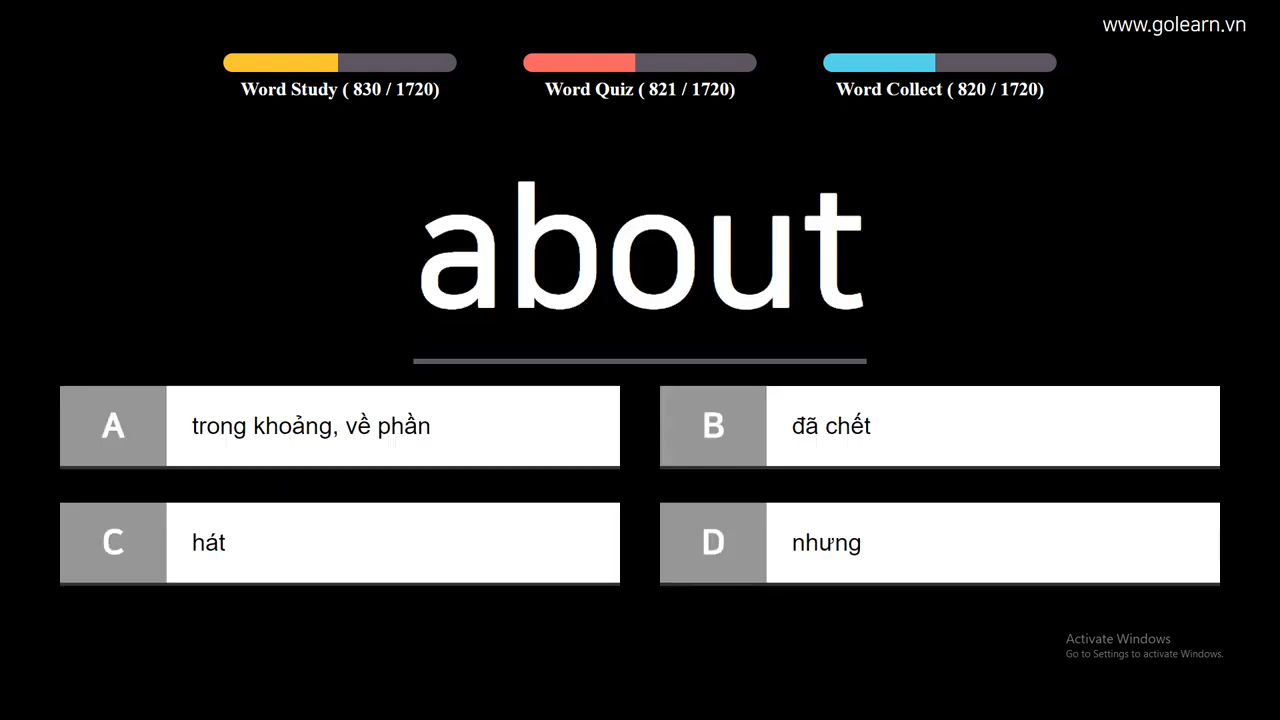 www.golearn.vn
Word Study ( 830 / 1720)
Word Quiz ( 821 / 1720)
Word Collect ( 820 / 1720)
about
A
trong khoảng, về phần
B
đã chết
C
hát
D
nhưng
Activate Windows
Go to Settings to activate Windows.